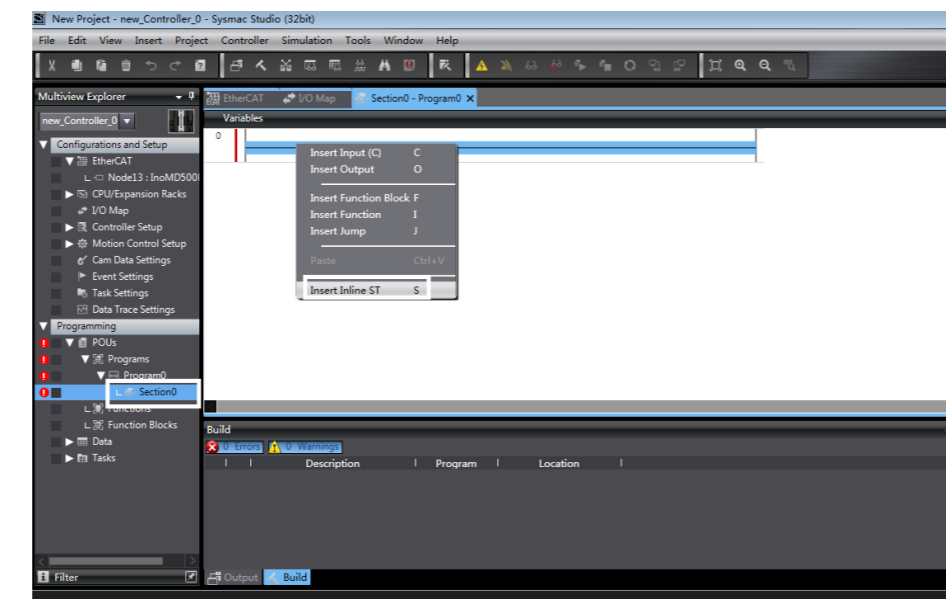 New Project - new_Controller_0 - Sysmac Studio (32bit)
File Edit View Insert Project Controller Simulation Tools Window Help
Multiview Explorer
EtherCAT I/O Map Section0 - Program0
new_Controller_0
Variables
0
Configurations and Setup
EtherCAT
Node13 : InoMD500
CPU/Expansion Racks
I/O Map
Controller Setup
Motion Control Setup
Cam Data Settings
Event Settings
Task Settings
Data Trace Settings
Programming
POUs
Programs
Program0
Section0
Functions
Function Blocks
Data
Tasks
Insert Input (C) C
Insert Output O
Insert Function Block F
Insert Function I
Insert Jump J
Paste Ctrl+V
Insert Inline ST S
Build
0 Errors 0 Warnings
Description Program Location
Filter
Output Build